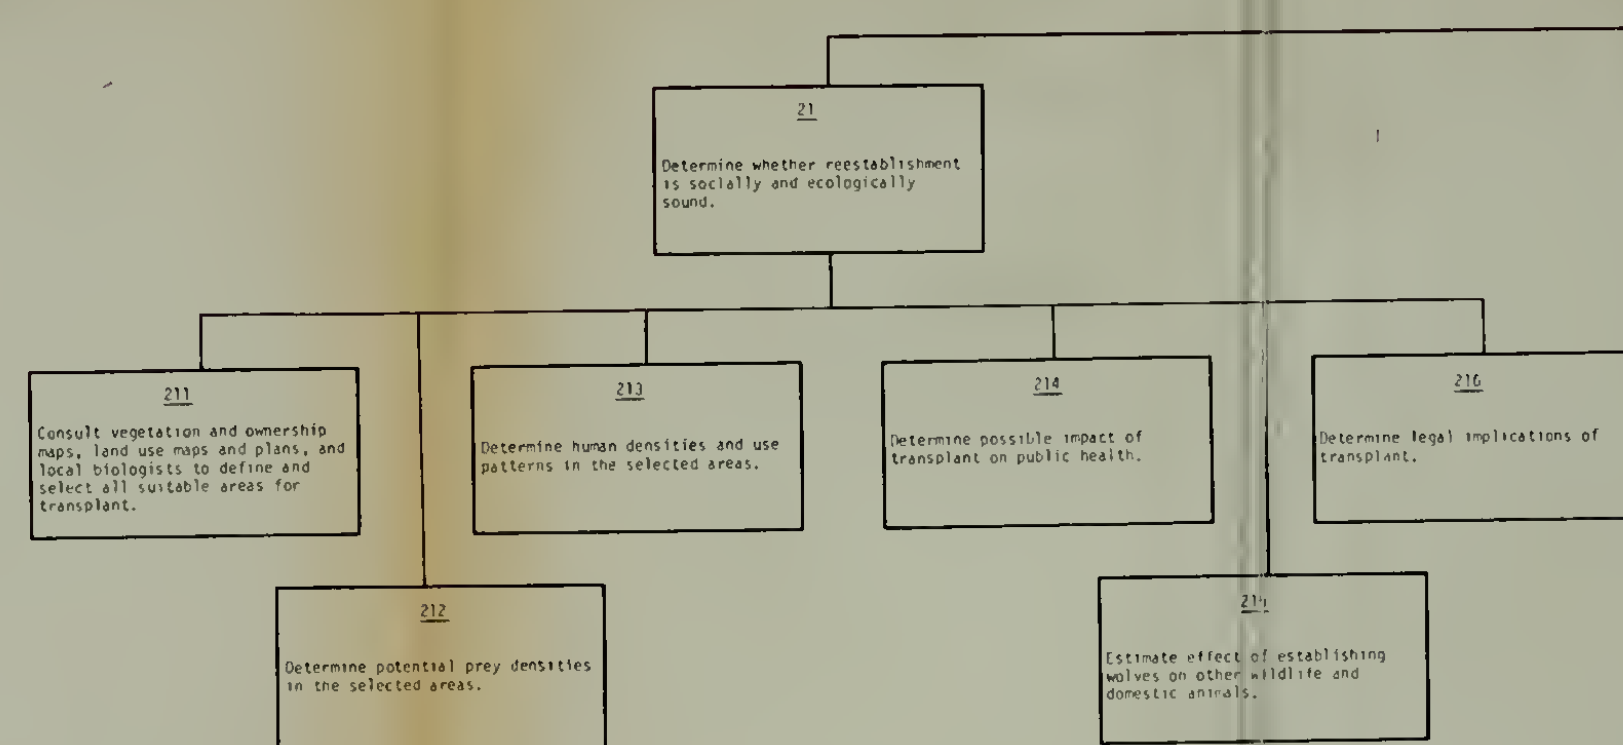 21
Determine whether reestablishment
is socially and ecologically
sound.
211
Consult vegetation and ownership
maps, land use maps and plans, and
local biologists to define and
select all suitable areas for
transplant.
213
Determine human densities and use
patterns in the selected areas.
214
Determine possible impact of
transplant on public health.
216
Determine legal implications of
transplant.
212
Determine potential prey densities
in the selected areas.
215
Estimate effect of establishing
wolves on other wildlife and
domestic animals.